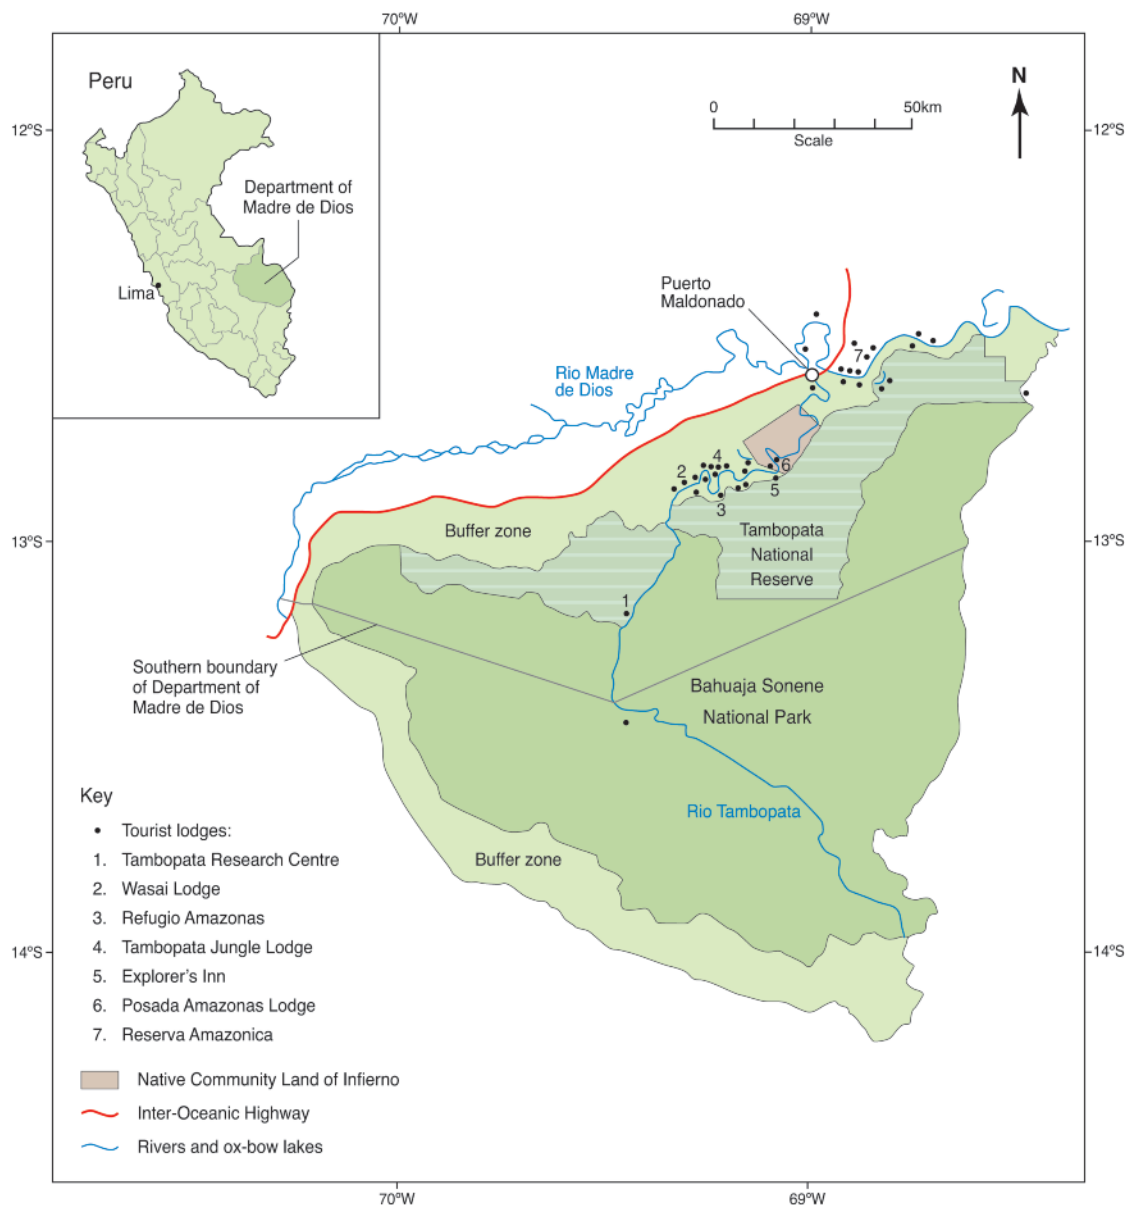 70°W
69°W
Peru
N
0
50km
Scale
12°S
12°S
Department of
Madre de Dios
Lima
Puerto
Maldonado
Rio Madre
de Dios
7
4
2
6
5
3
Buffer zone
Tambopata
National
Reserve
13°S
13°S
1
Southern boundary
of Department of
Madre de Dios
Bahuaja Sonene
National Park
Rio Tambopata
Buffer zone
Key
Tourist lodges:
1. Tambopata Research Centre
2. Wasai Lodge
3. Refugio Amazonas
4. Tambopata Jungle Lodge
5. Explorer's Inn
6. Posada Amazonas Lodge
7. Reserva Amazonica
14°S
14°S
Native Community Land of Infierno
Inter-Oceanic Highway
Rivers and ox-bow lakes
70°W
69°W